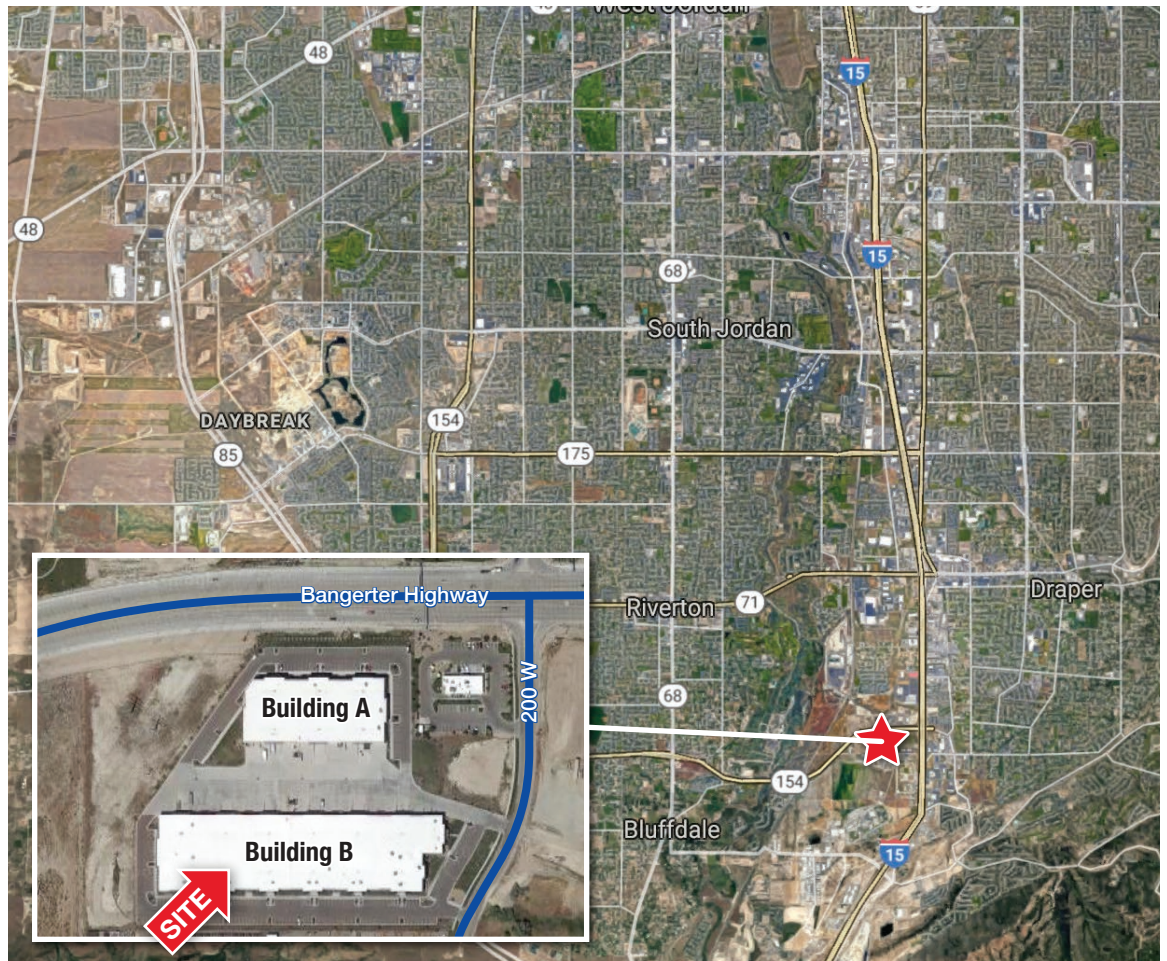 West Jordan
48
15
48
15
68
South Jordan
DAYBREAK
154
85
175
Riverton
71
Draper
68
154
Bluffdale
15
Bangerter Highway
200 W
Building A
Building B
SITE